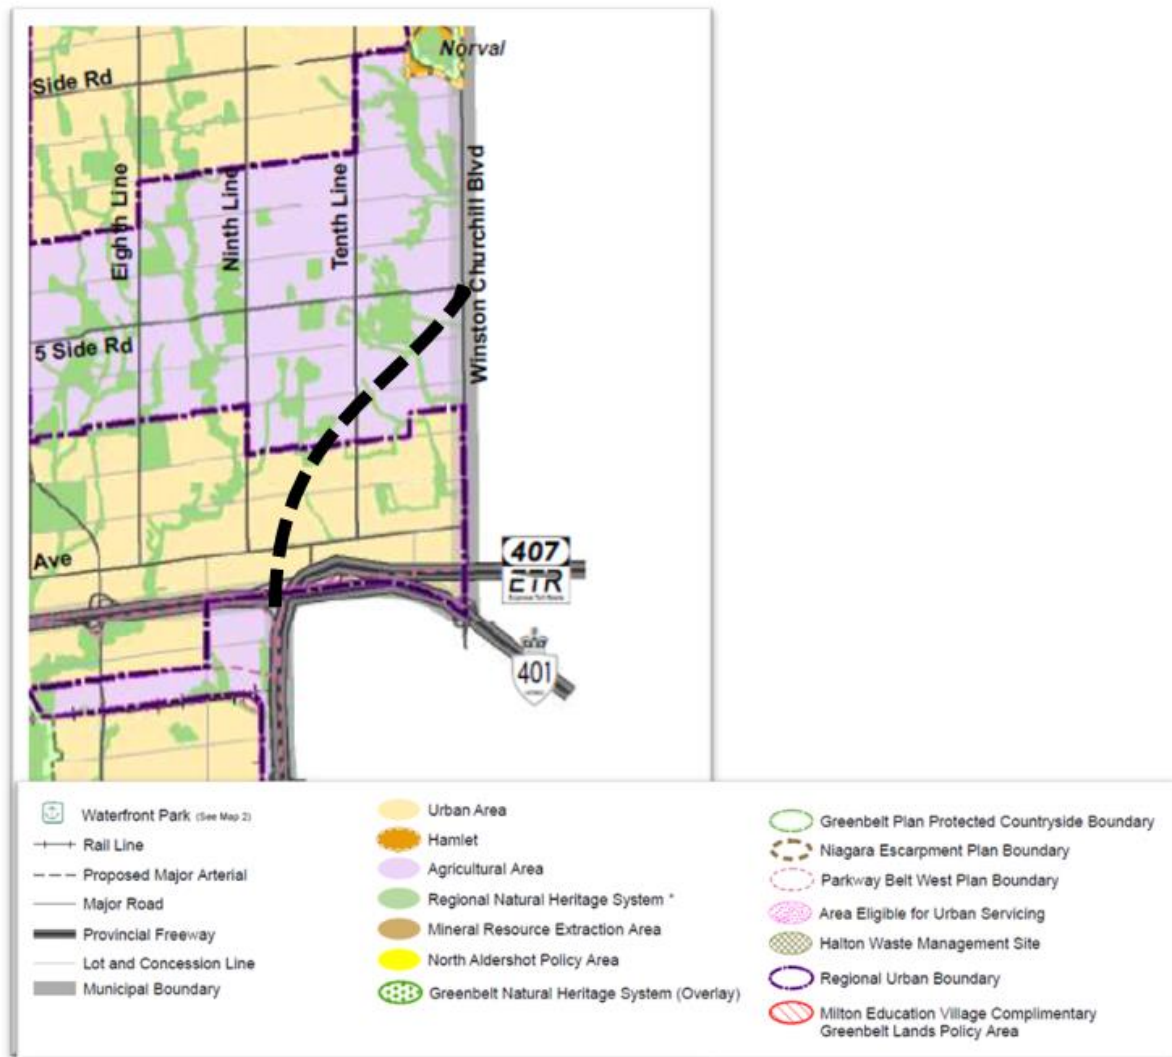 Norval
Side Rd
Eighth Line
Ninth Line
Tenth Line
Winston Churchill Blvd
5 Side Rd
Ave
407
ETR
401
Waterfront Park (See Map 2)
Rail Line
Proposed Major Arterial
Major Road
Provincial Freeway
Lot and Concession Line
Municipal Boundary
Urban Area
Hamlet
Agricultural Area
Regional Natural Heritage System *
Mineral Resource Extraction Area
North Aldershot Policy Area
Greenbelt Natural Heritage System (Overlay)
Greenbelt Plan Protected Countryside Boundary
Niagara Escarpment Plan Boundary
Parkway Belt West Plan Boundary
Area Eligible for Urban Servicing
Halton Waste Management Site
Regional Urban Boundary
Milton Education Village Complimentary
Greenbelt Lands Policy Area